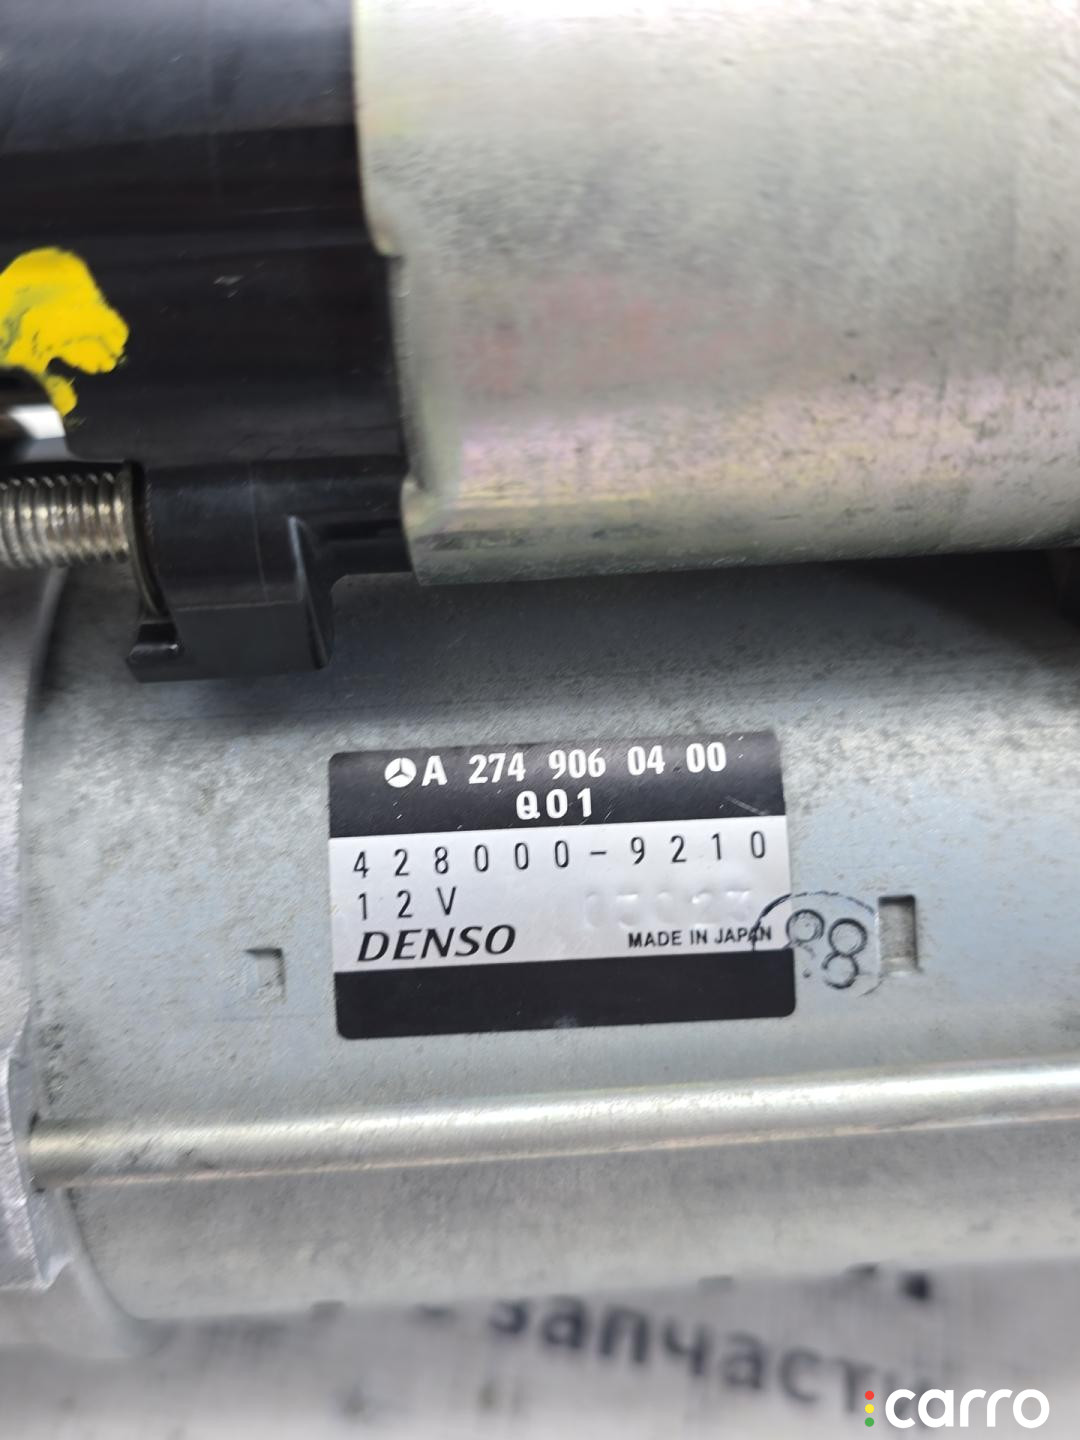 A 274 906 04 00
Q01
428000-9210
12V
DENSO
MADE IN JAPAN
88
запчасти
carro